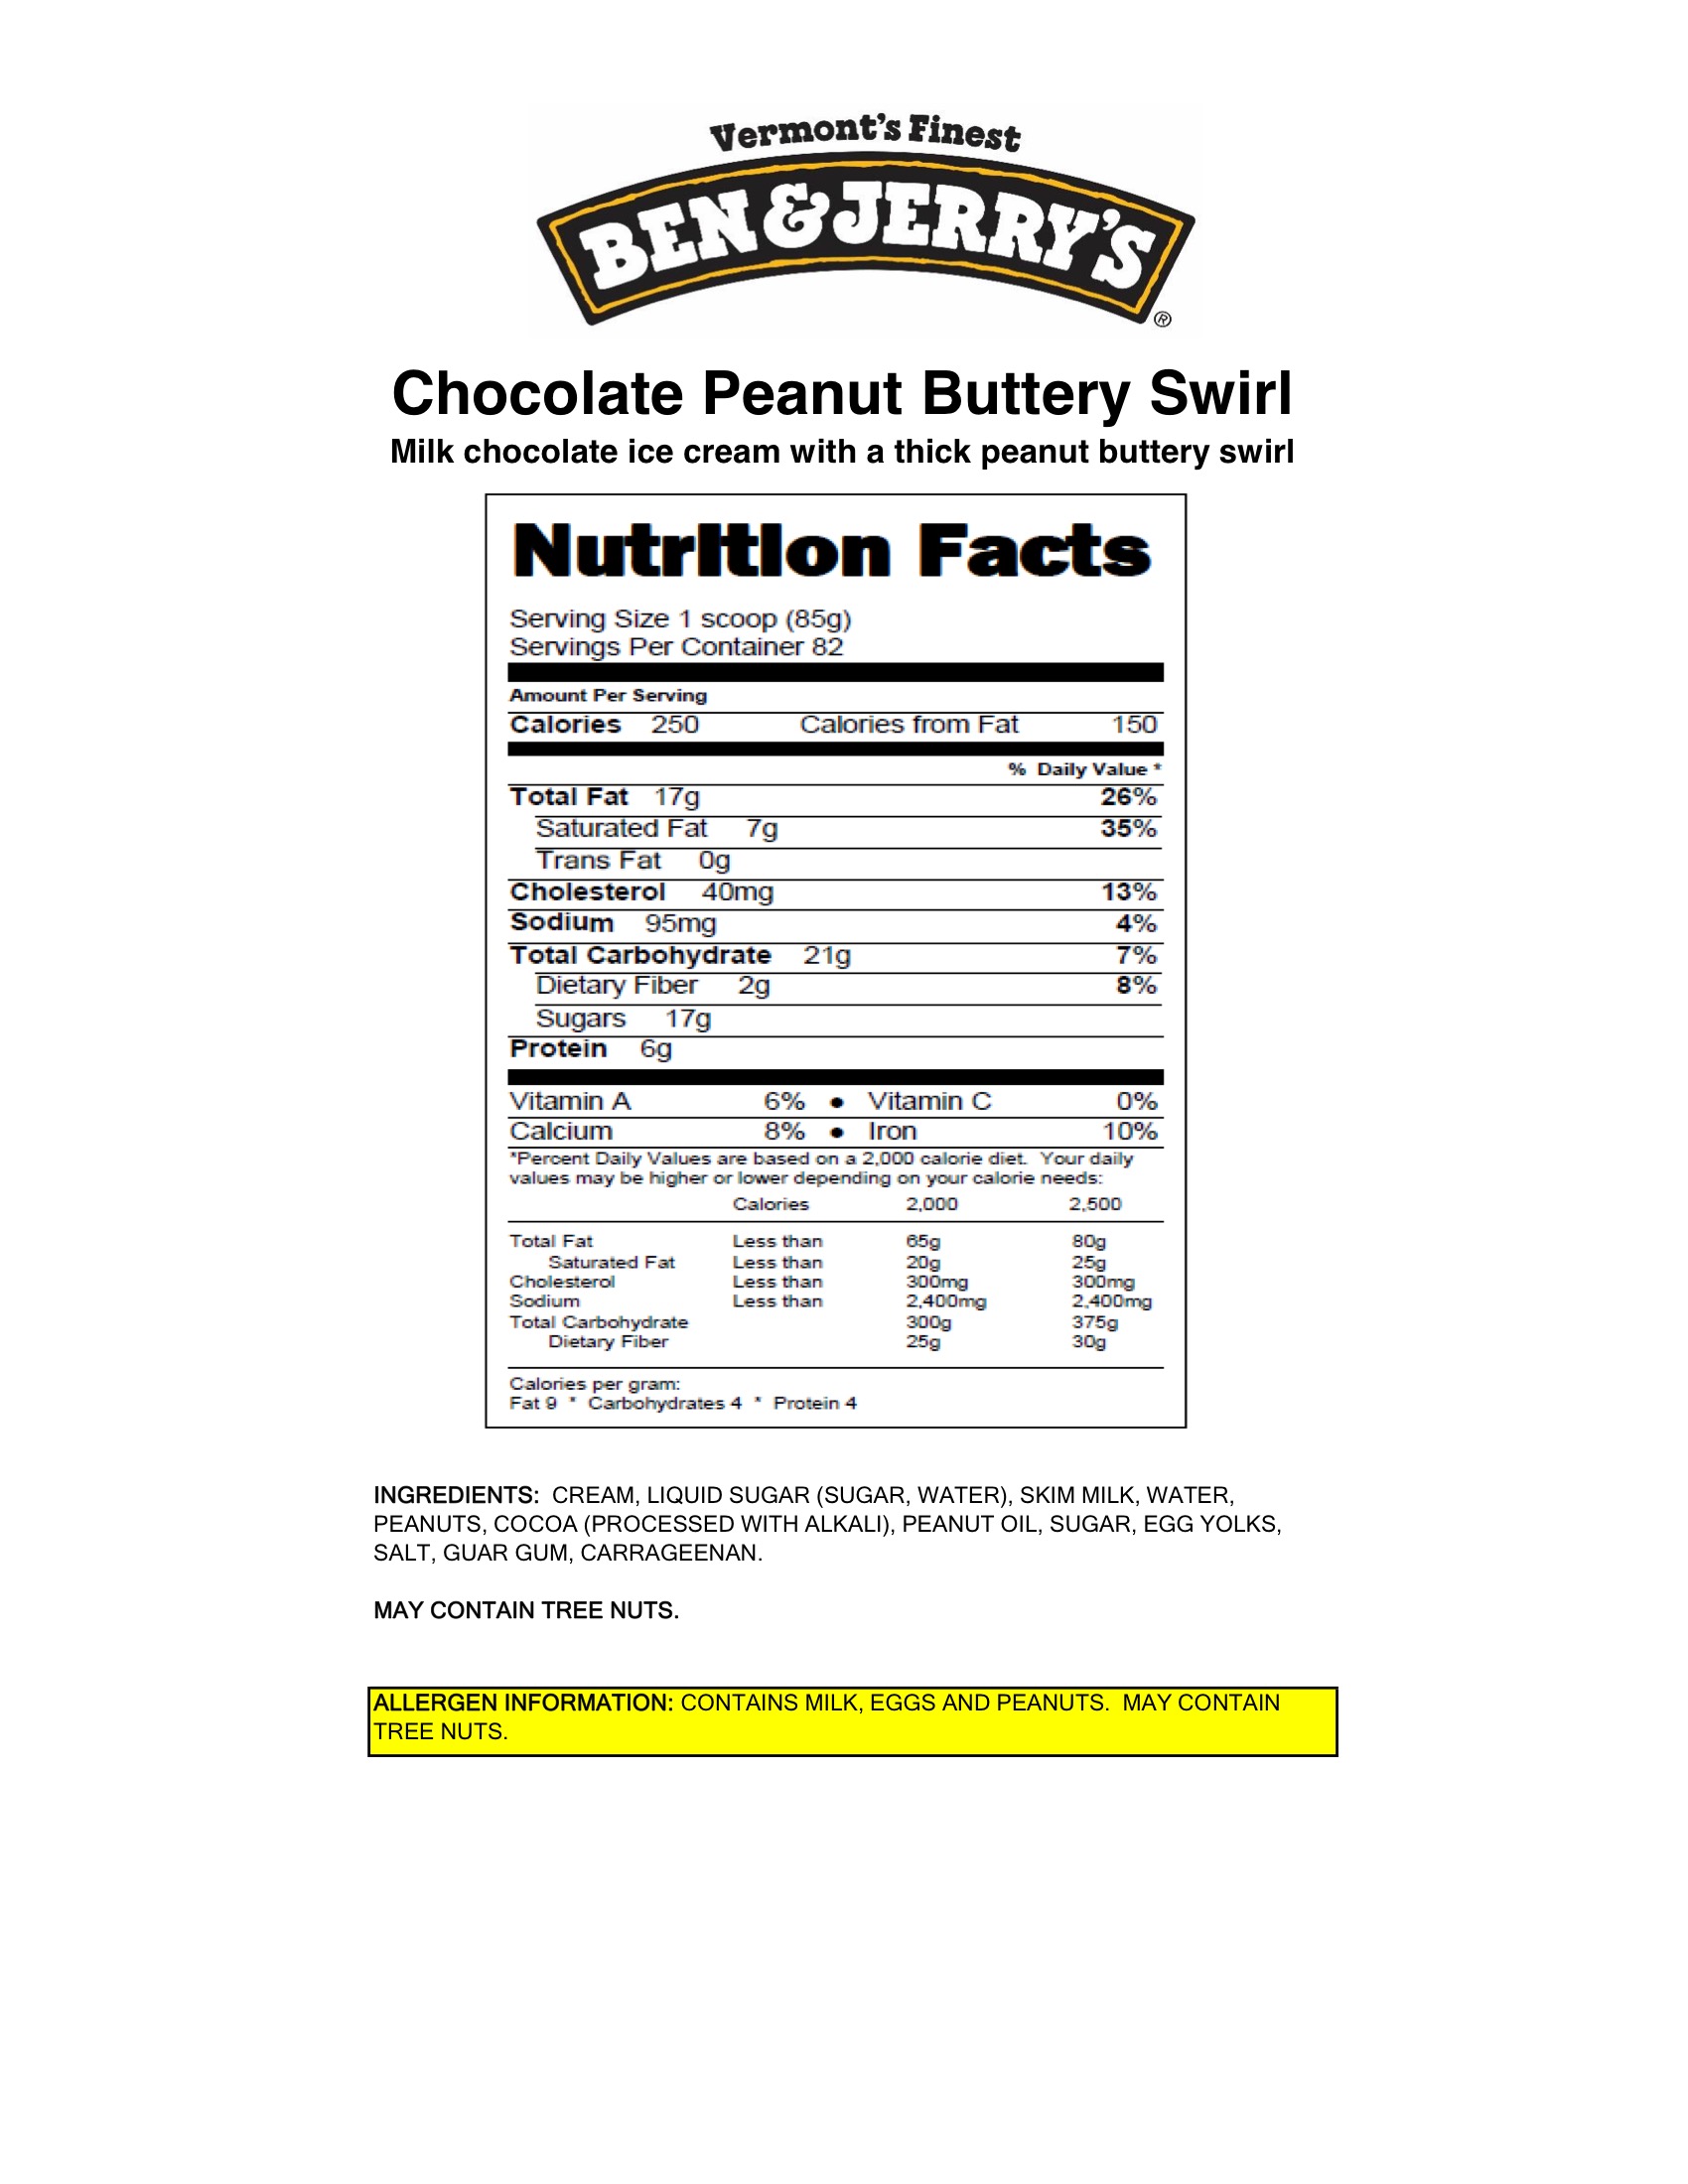 Vermont's Finest
BEN & JERRY'S
®
Chocolate Peanut Buttery Swirl
Milk chocolate ice cream with a thick peanut buttery swirl
Nutrition Facts
Serving Size 1 scoop (85g)
Servings Per Container 82
Amount Per Serving
Calories 250 Calories from Fat 150
% Daily Value *
Total Fat 17g 26%
Saturated Fat 7g 35%
Trans Fat 0g
Cholesterol 40mg 13%
Sodium 95mg 4%
Total Carbohydrate 21g 7%
Dietary Fiber 2g 8%
Sugars 17g
Protein 6g
Vitamin A 6% • Vitamin C 0%
Calcium 8% • Iron 10%
*Percent Daily Values are based on a 2,000 calorie diet. Your daily
values may be higher or lower depending on your calorie needs:
Calories 2,000 2,500
Total Fat Less than 65g 80g
Saturated Fat Less than 20g 25g
Cholesterol Less than 300mg 300mg
Sodium Less than 2,400mg 2,400mg
Total Carbohydrate 300g 375g
Dietary Fiber 25g 30g
Calories per gram:
Fat 9 * Carbohydrates 4 * Protein 4
INGREDIENTS: CREAM, LIQUID SUGAR (SUGAR, WATER), SKIM MILK, WATER,
PEANUTS, COCOA (PROCESSED WITH ALKALI), PEANUT OIL, SUGAR, EGG YOLKS,
SALT, GUAR GUM, CARRAGEENAN.
MAY CONTAIN TREE NUTS.
ALLERGEN INFORMATION: CONTAINS MILK, EGGS AND PEANUTS. MAY CONTAIN
TREE NUTS.